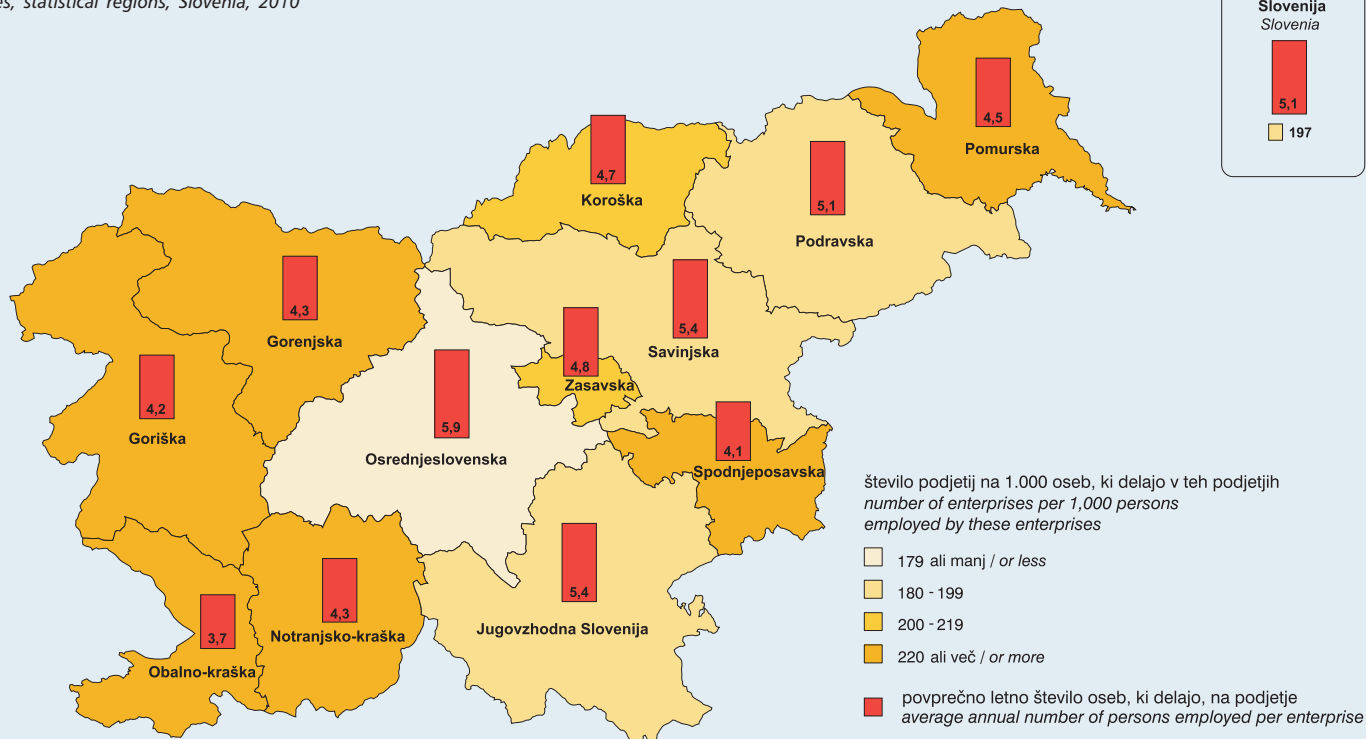 statistical regions, Slovenia, 2010
Slovenija
Slovenia
5,1
197
4,5
Pomurska
4,7
Koroška
5,1
Podravska
4,3
Gorenjska
5,4
Savinjska
4,8
Zasavska
4,2
Goriška
5,9
Osrednjeslovenska
4,1
Spodnjeposavska
5,4
Jugovzhodna Slovenija
4,3
Notranjsko-kraška
3,7
Obalno-kraška
število podjetij na 1.000 oseb, ki delajo v teh podjetjih
number of enterprises per 1,000 persons
employed by these enterprises
179 ali manj / or less
180 - 199
200 - 219
220 ali več / or more
povprečno letno število oseb, ki delajo, na podjetje
average annual number of persons employed per enterprise